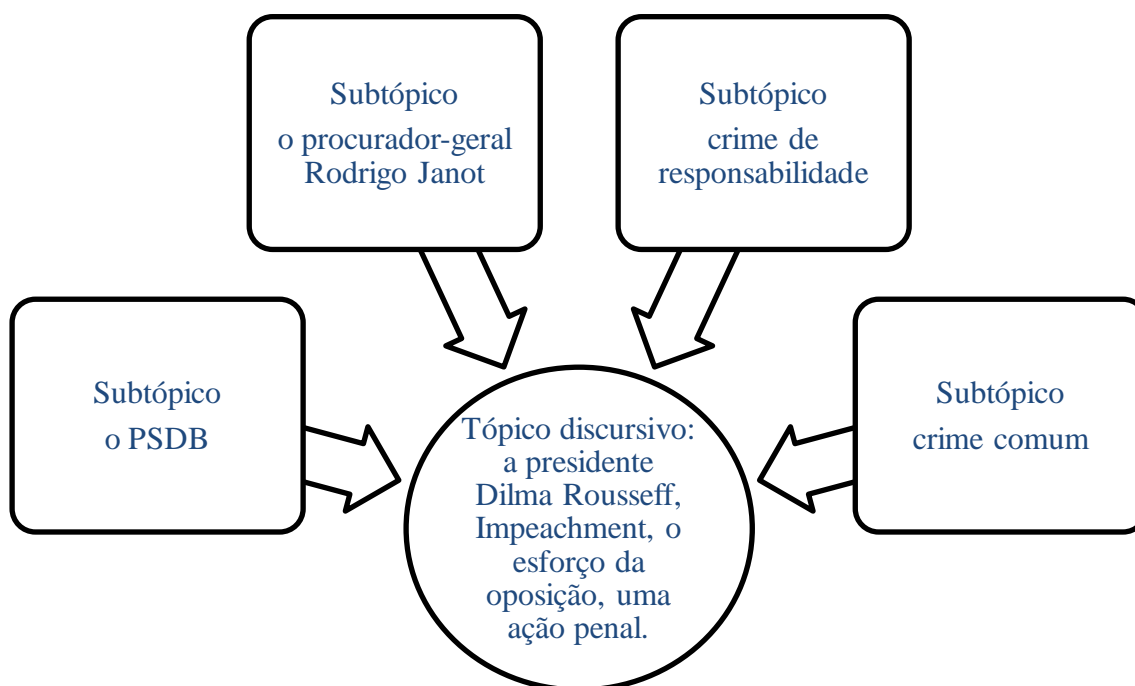 Subtópico
o procurador-geral
Rodrigo Janot
Subtópico
crime de
responsabilidade
Subtópico
o PSDB
Tópico discursivo:
a presidente
Dilma Rousseff,
Impeachment, o
esforço da
oposição, uma
ação penal.
Subtópico
crime comum